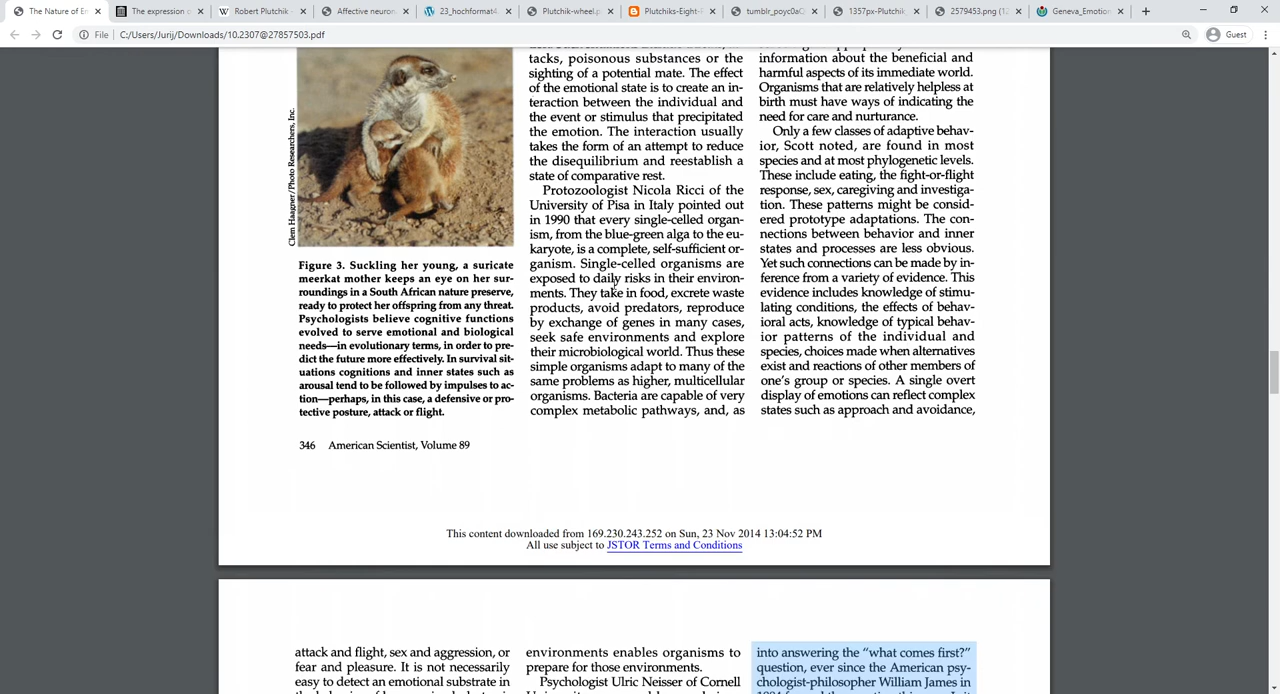 The Nature of E
The expression o
Robert Plutchik -
Affective neuron
23_hochformat4
Plutchik-wheel.p
Plutchiks-Eight-P
tumblr_poyc0aC
1357px-Plutchik
2579453.png (12
Geneva_Emotion
File
C:/Users/Jurij/Downloads/10.2307@27857503.pdf
Guest
Clem Haagner/Photo Researchers, Inc.
Figure 3. Suckling her young, a suricate
meerkat mother keeps an eye on her sur-
roundings in a South African nature preserve,
ready to protect her offspring from any threat.
Psychologists believe cognitive functions
evolved to serve emotional and biological
needs—in evolutionary terms, in order to pre-
dict the future more effectively. In survival sit-
uations cognitions and inner states such as
arousal tend to be followed by impulses to ac-
tion—perhaps, in this case, a defensive or pro-
tective posture, attack or flight.
tacks, poisonous substances or the
sighting of a potential mate. The effect
of the emotional state is to create an in-
teraction between the individual and
the event or stimulus that precipitated
the emotion. The interaction usually
takes the form of an attempt to reduce
the disequilibrium and reestablish a
state of comparative rest.
Protozoologist Nicola Ricci of the
University of Pisa in Italy pointed out
in 1990 that every single-celled organ-
ism, from the blue-green alga to the eu-
karyote, is a complete, self-sufficient or-
ganism. Single-celled organisms are
exposed to daily risks in their environ-
ments. They take in food, excrete waste
products, avoid predators, reproduce
by exchange of genes in many cases,
seek safe environments and explore
their microbiological world. Thus these
simple organisms adapt to many of the
same problems as higher, multicellular
organisms. Bacteria are capable of very
complex metabolic pathways, and, as
information about the beneficial and
harmful aspects of its immediate world.
Organisms that are relatively helpless at
birth must have ways of indicating the
need for care and nurturance.
Only a few classes of adaptive behav-
ior, Scott noted, are found in most
species and at most phylogenetic levels.
These include eating, the fight-or-flight
response, sex, caregiving and investiga-
tion. These patterns might be consid-
ered prototype adaptations. The con-
nections between behavior and inner
states and processes are less obvious.
Yet such connections can be made by in-
ference from a variety of evidence. This
evidence includes knowledge of stimu-
lating conditions, the effects of behav-
ioral acts, knowledge of typical behav-
ior patterns of the individual and
species, choices made when alternatives
exist and reactions of other members of
one's group or species. A single overt
display of emotions can reflect complex
states such as approach and avoidance,
346 American Scientist, Volume 89
This content downloaded from 169.230.243.252 on Sun, 23 Nov 2014 13:04:52 PM
All use subject to JSTOR Terms and Conditions
attack and flight, sex and aggression, or
fear and pleasure. It is not necessarily
easy to detect an emotional substrate in
environments enables organisms to
prepare for those environments.
Psychologist Ulric Neisser of Cornell
into answering the "what comes first?"
question, ever since the American psy-
chologist-philosopher William James in